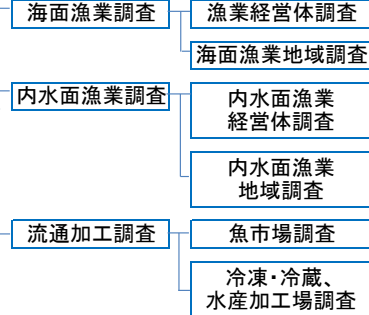 海面漁業調査
漁業経営体調査
海面漁業地域調査
内水面漁業調査
内水面漁業
経営体調査
内水面漁業
地域調査
流通加工調査
魚市場調査
冷凍・冷蔵、
水産加工場調査